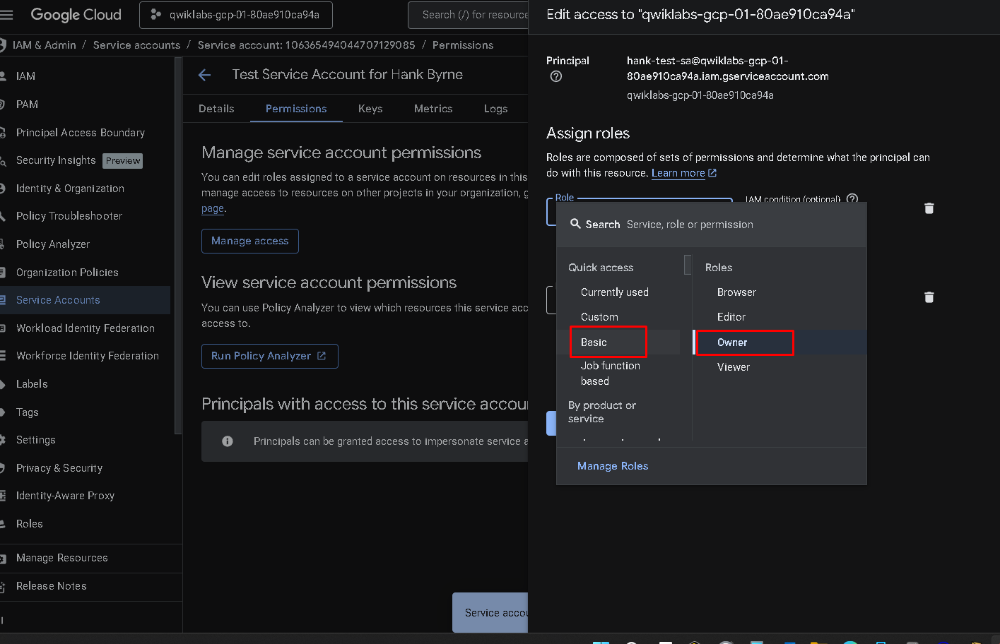 Google Cloud
qwiklabs-gcp-01-80ae910ca94a
Search (/) for resource
IAM & Admin / Service accounts / Service account: 106365494044707129085 / Permissions
IAM
PAM
Principal Access Boundary
Security Insights Preview
Identity & Organization
Policy Troubleshooter
Policy Analyzer
Organization Policies
Service Accounts
Workload Identity Federation
Workforce Identity Federation
Labels
Tags
Settings
Privacy & Security
Identity-Aware Proxy
Roles
Manage Resources
Release Notes
Test Service Account for Hank Byrne
Details Permissions Keys Metrics Logs
Manage service account permissions
You can edit roles assigned to a service account on resources in this
manage access to resources on other projects in your organization, g
page.
Manage access
View service account permissions
You can use Policy Analyzer to view which resources this service acc
access to.
Run Policy Analyzer
Principals with access to this service accou
Principals can be granted access to impersonate service a
Service accou
Edit access to "qwiklabs-gcp-01-80ae910ca94a"
Principal
hank-test-sa@qwiklabs-gcp-01-
80ae910ca94a.iam.gserviceaccount.com
qwiklabs-gcp-01-80ae910ca94a
Assign roles
Roles are composed of sets of permissions and determine what the principal can
do with this resource. Learn more
Role
IAM condition (optional)
Search Service, role or permission
Quick access
Currently used
Custom
Basic
Job function
based
By product or
service
Roles
Browser
Editor
Owner
Viewer
Manage Roles